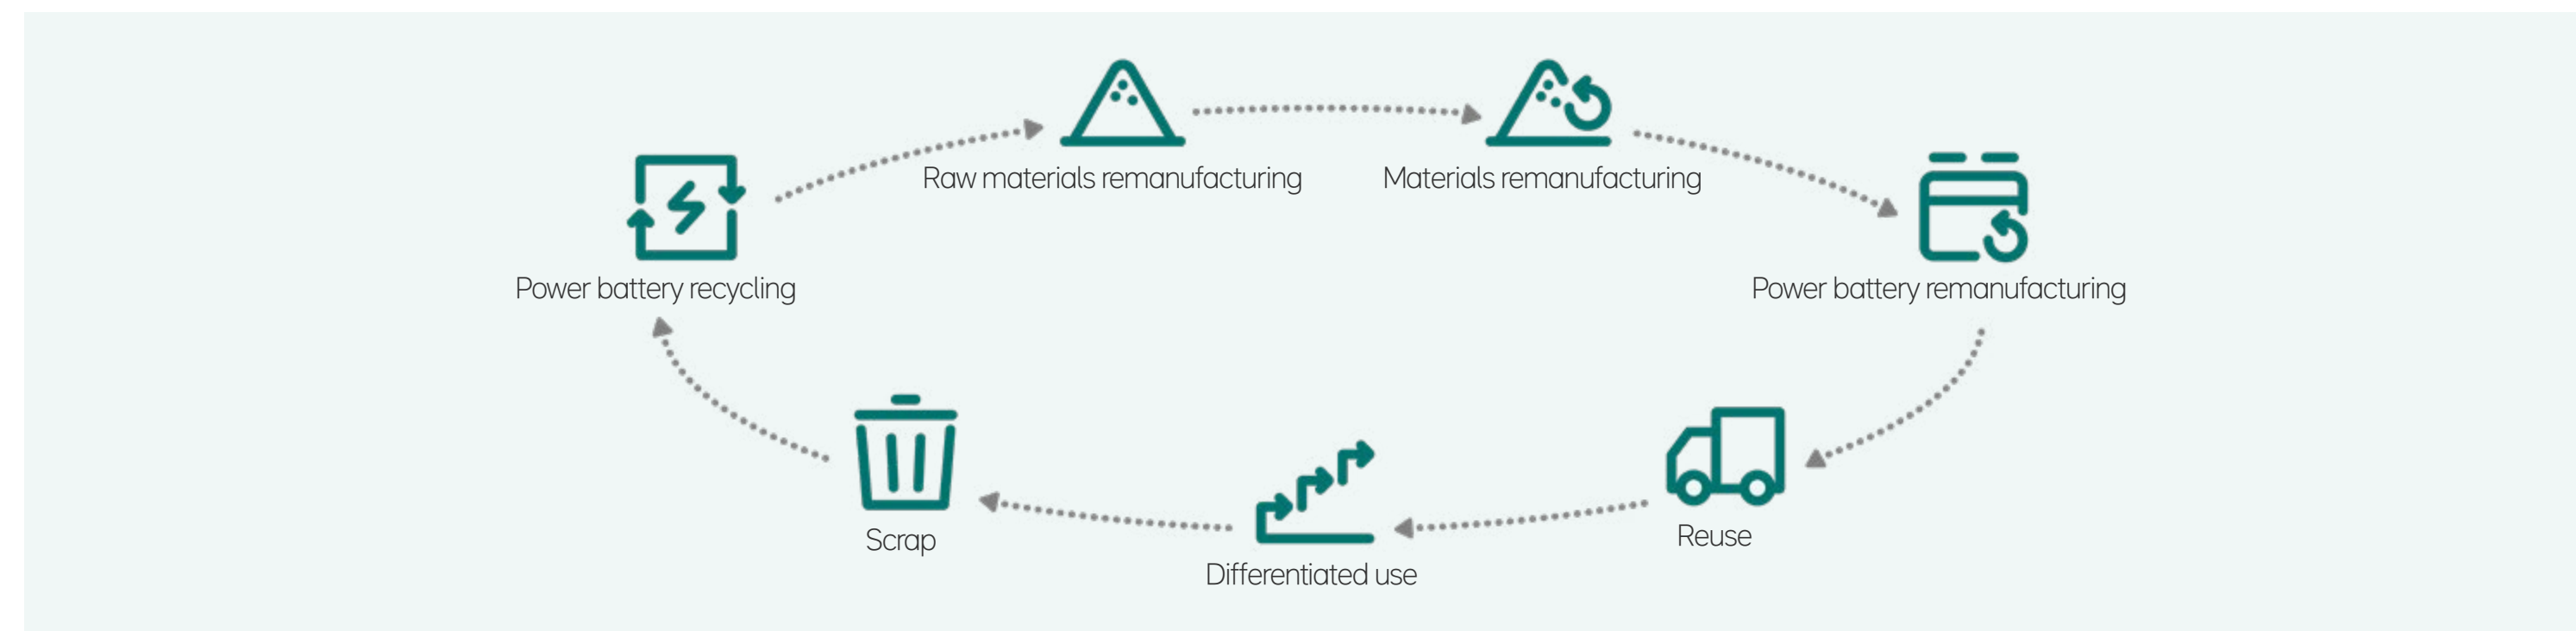 Raw materials remanufacturing
Materials remanufacturing
Power battery recycling
Power battery remanufacturing
Scrap
Reuse
Differentiated use